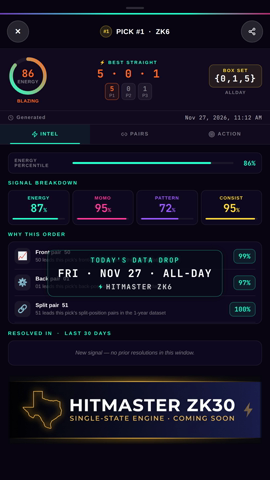 #1 PICK #1 · ZK6
86
ENERGY
BLAZING
⚡ BEST STRAIGHT
5 · 0 · 1
5 0 1
P1 P2 P3
BOX SET
{0,1,5}
ALLDAY
Generated
Nov 27, 2026, 11:12 AM
INTEL
PAIRS
ACTION
ENERGY PERCENTILE
86%
SIGNAL BREAKDOWN
ENERGY
87%
MOMO
95%
PATTERN
72%
CONSIST
95%
WHY THIS ORDER
Front pair 50
99%
TODAY'S DATA DROP
FRI · NOV 27 · ALL-DAY
⚡HITMASTER ZK6
Back
97%
Split pair 51
51 leads this pick's split-position pairs in the 1-year dataset
100%
RESOLVED IN · LAST 30 DAYS
New signal — no prior resolutions in this window.
HITMASTER ZK30
SINGLE-STATE ENGINE · COMING SOON